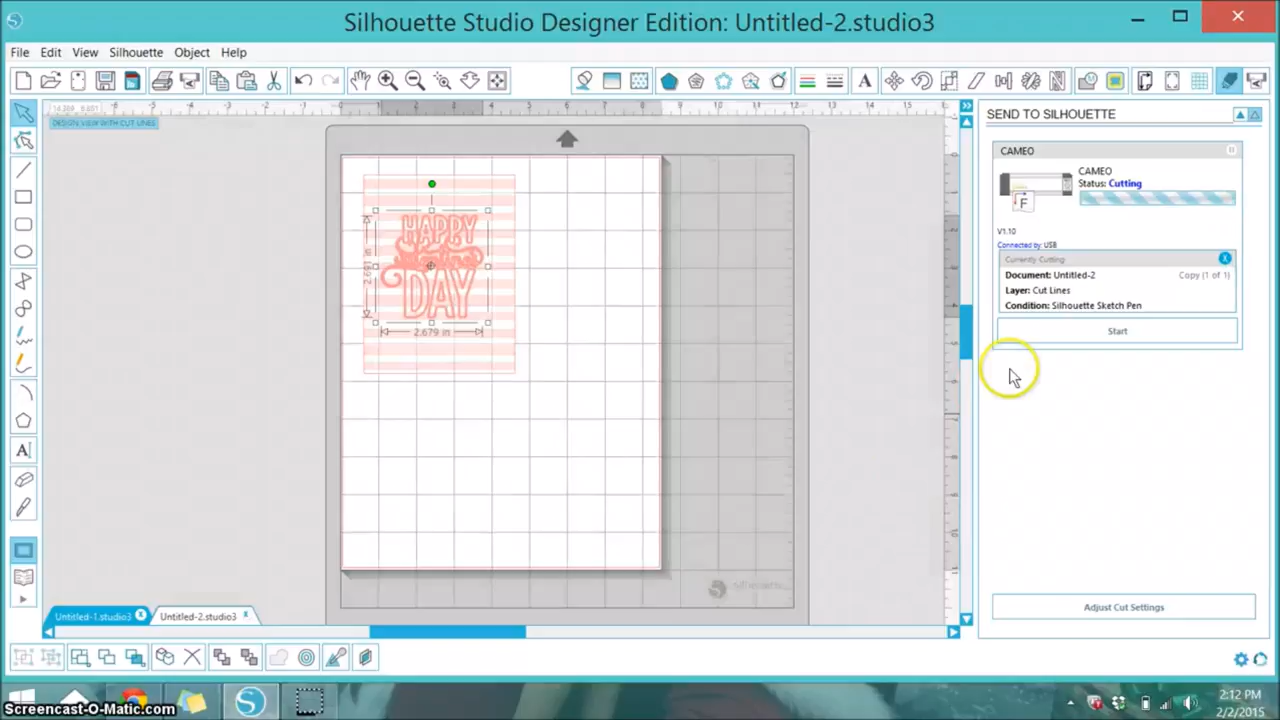 Silhouette Studio Designer Edition: Untitled-2.studio3
File Edit View Silhouette Object Help
DESIGN VIEW WITH CUT LINES
SEND TO SILHOUETTE
CAMEO
CAMEO
Status: Cutting
F
V1.10
Connected by: USB
Currently Cutting
Document: Untitled-2 Copy (1 of 1)
Layer: Cut Lines
Condition: Silhouette Sketch Pen
Start
HAPPY
DAY
2.679 in
silhouette
Adjust Cut Settings
Untitled-1.studio3 Untitled-2.studio3
2:12 PM
2/2/2015
Screencast-O-Matic.com